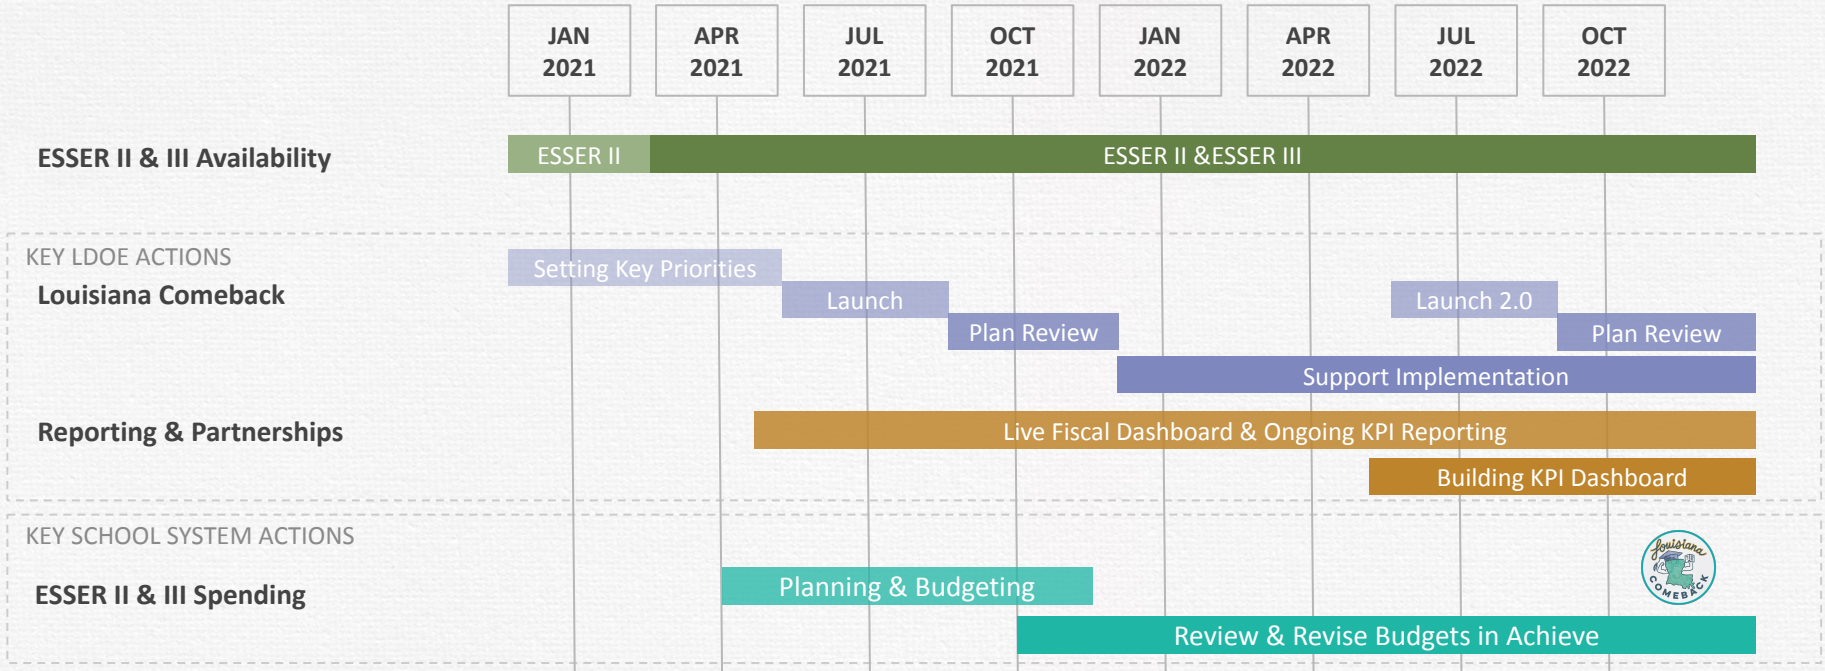 JAN
2021
APR
2021
JUL
2021
OCT
2021
JAN
2022
APR
2022
JUL
2022
OCT
2022
ESSER II & III Availability
ESSER II
ESSER II &ESSER III
KEY LDOE ACTIONS
Louisiana Comeback
Setting Key Priorities
Launch
Launch 2.0
Plan Review
Plan Review
Support Implementation
Reporting & Partnerships
Live Fiscal Dashboard & Ongoing KPI Reporting
Building KPI Dashboard
KEY SCHOOL SYSTEM ACTIONS
Louisiana
COMEBACK
ESSER II & III Spending
Planning & Budgeting
Review & Revise Budgets in Achieve